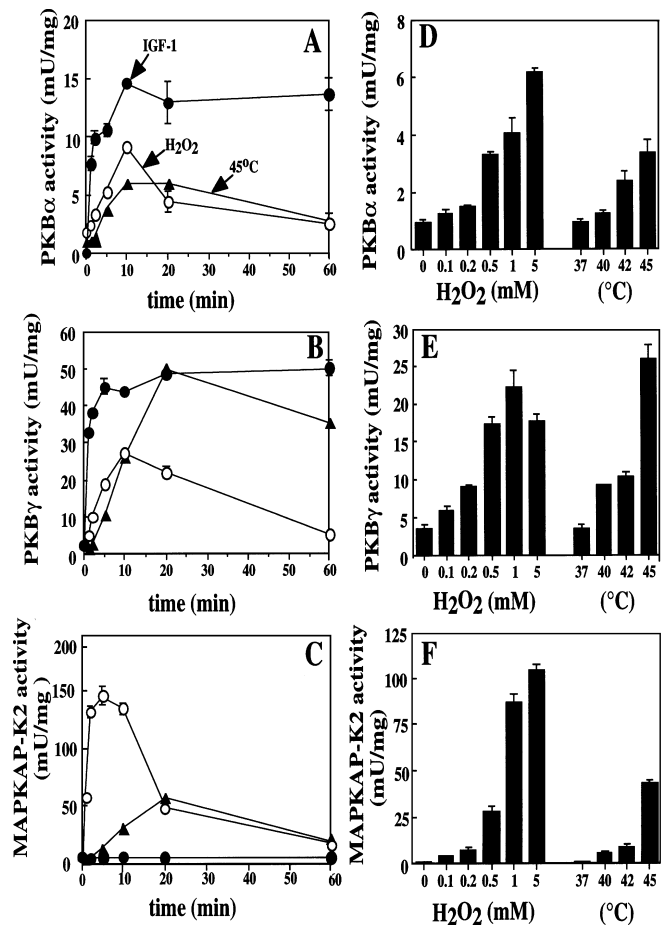 A
PKBα activity (mU/mg)
20
15
10
5
0
IGF-1
H2O2
45°C
0 10 20 30 40 50 60
time (min)
D
PKBα activity (mU/mg)
8
6
4
2
0
0 0.1 0.2 0.5 1 5 37 40 42 45
H2O2 (mM) (°C)
B
PKBγ activity (mU/mg)
60
50
40
30
20
10
0
0 10 20 30 40 50 60
time (min)
E
PKBγ activity (mU/mg)
30
25
20
15
10
5
0
0 0.1 0.2 0.5 1 5 37 40 42 45
H2O2 (mM) (°C)
C
MAPKAP-K2 activity
(mU/mg)
200
150
100
50
0
0 10 20 30 40 50 60
time (min)
F
MAPKAP-K2 activity
(mU/mg)
125
100
75
50
25
0
0 0.1 0.2 0.5 1 5 37 40 42 45
H2O2 (mM) (°C)